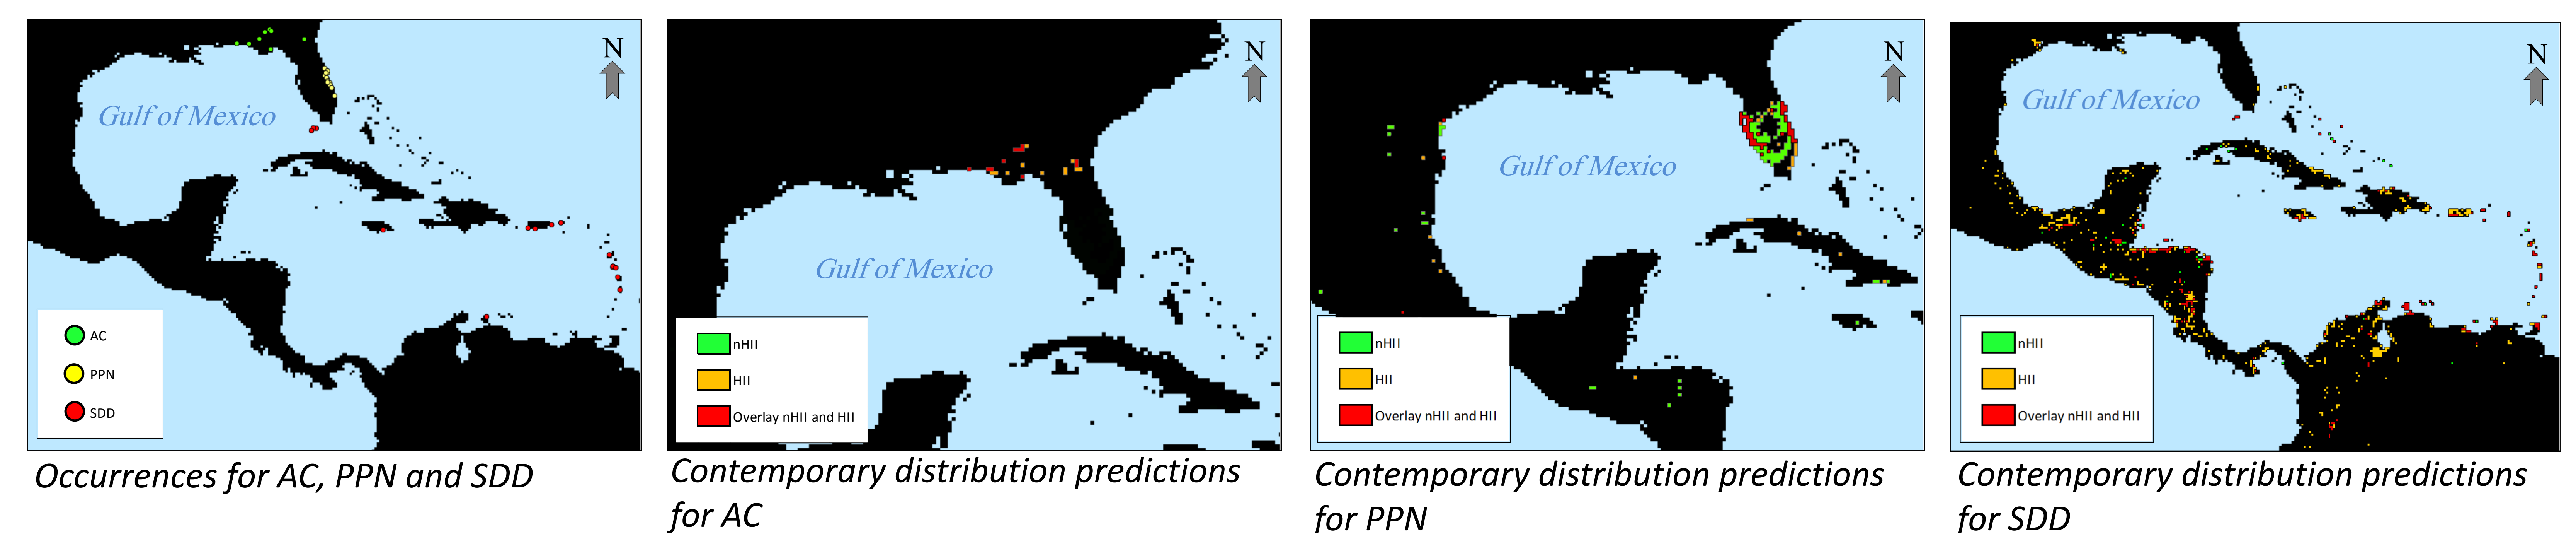 N
Gulf of Mexico
AC
PPN
SDD
Occurrences for AC, PPN and SDD
N
Gulf of Mexico
nHII
HII
Overlay nHII and HII
Contemporary distribution predictions
for AC
N
Gulf of Mexico
nHII
HII
Overlay nHII and HII
Contemporary distribution predictions
for PPN
N
Gulf of Mexico
nHII
HII
Overlay nHII and HII
Contemporary distribution predictions
for SDD